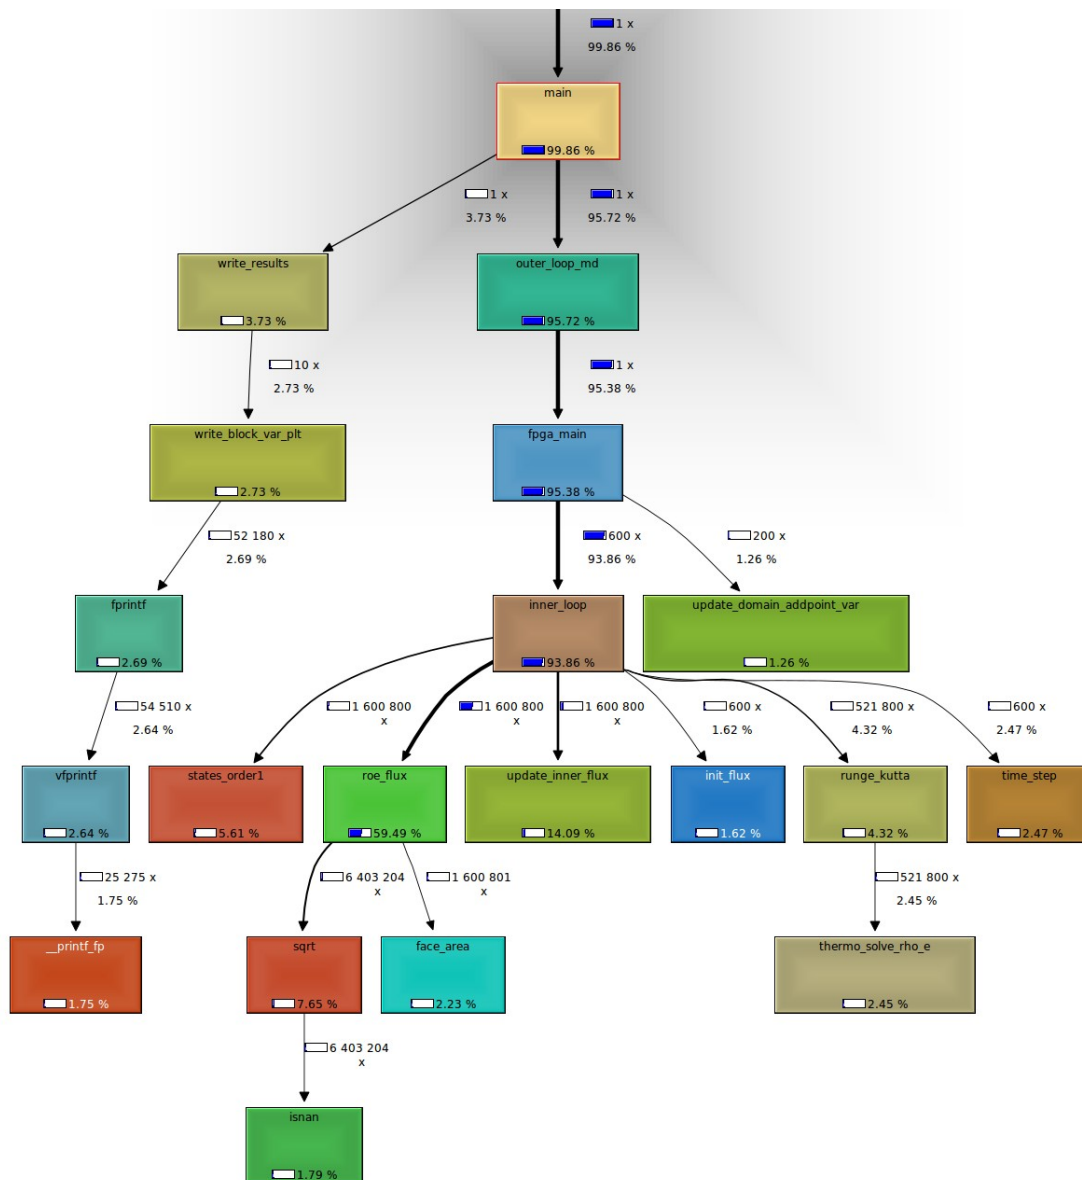 1 x
99.86 %
main
99.86 %
1 x
3.73 %
1 x
95.72 %
write_results
3.73 %
outer_loop_md
95.72 %
10 x
2.73 %
1 x
95.38 %
write_block_var_plt
2.73 %
fpga_main
95.38 %
52 180 x
2.69 %
600 x
93.86 %
200 x
1.26 %
fprintf
2.69 %
inner_loop
93.86 %
update_domain_addpoint_var
1.26 %
54 510 x
2.64 %
1 600 800
x
1 600 800
x
1 600 800
x
600 x
1.62 %
521 800 x
4.32 %
600 x
2.47 %
vfprintf
2.64 %
states_order1
5.61 %
roe_flux
59.49 %
update_inner_flux
14.09 %
init_flux
1.62 %
runge_kutta
4.32 %
time_step
2.47 %
25 275 x
1.75 %
6 403 204
x
1 600 801
x
521 800 x
2.45 %
__printf_fp
1.75 %
sqrt
7.65 %
face_area
2.23 %
thermo_solve_rho_e
2.45 %
6 403 204
x
isnan
1.79 %